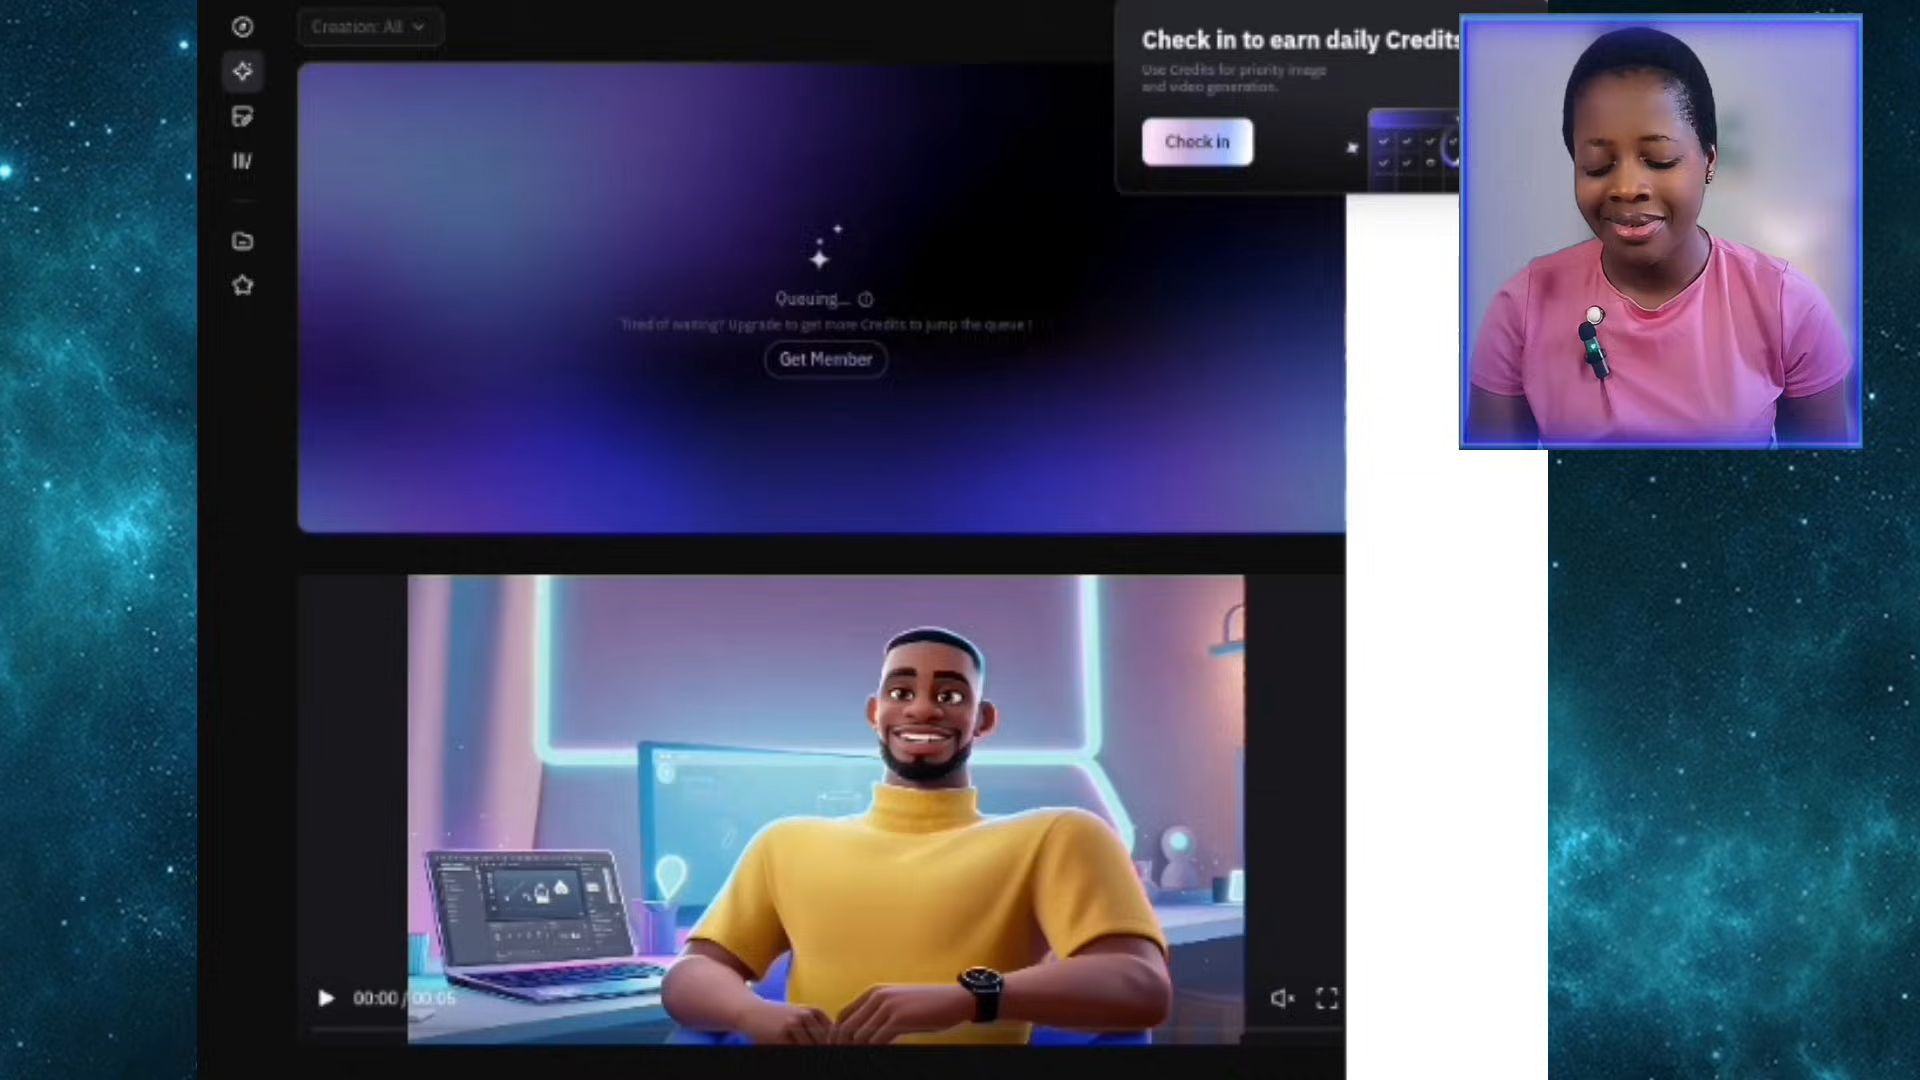 Creation: All
Check in to earn daily Credits
Use Credits for priority image
and video generation.
Check in
Queuing...
Tired of waiting? Upgrade to get more Credits to jump the queue !
Get Member
00:00 / 00:05